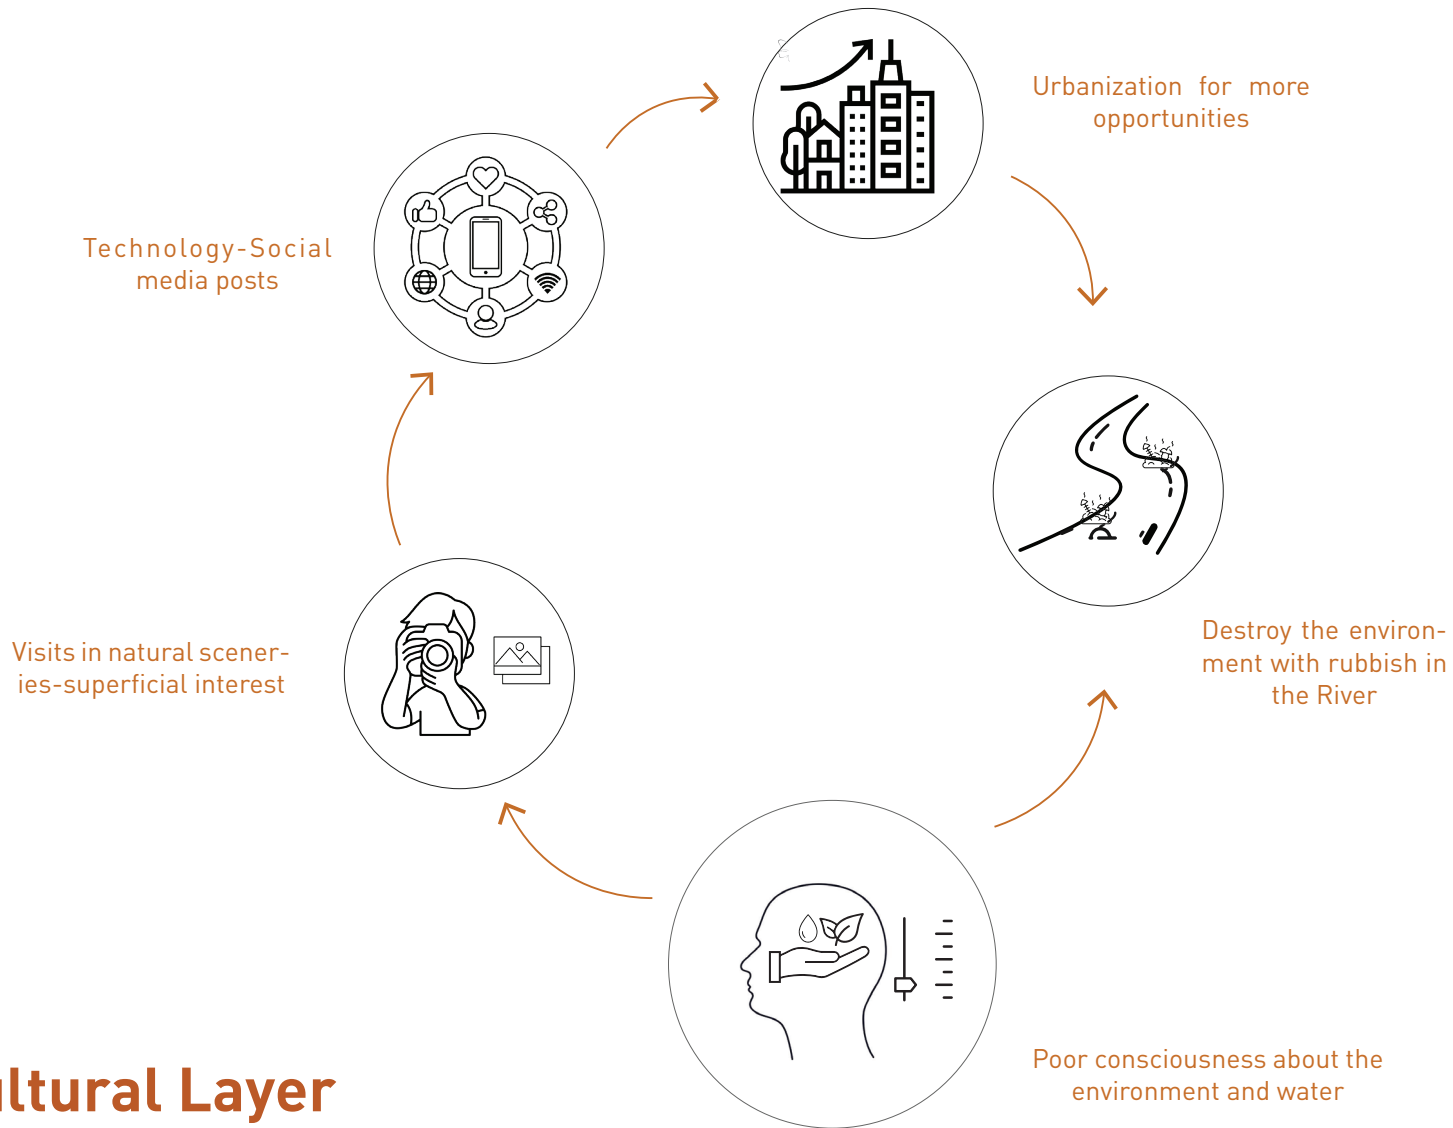 Urbanization for more
opportunities
Technology-Social
media posts
Visits in natural scener-
ies-superficial interest
Destroy the environ-
ment with rubbish in
the River
Poor consciousness about the
environment and water
ltural Layer